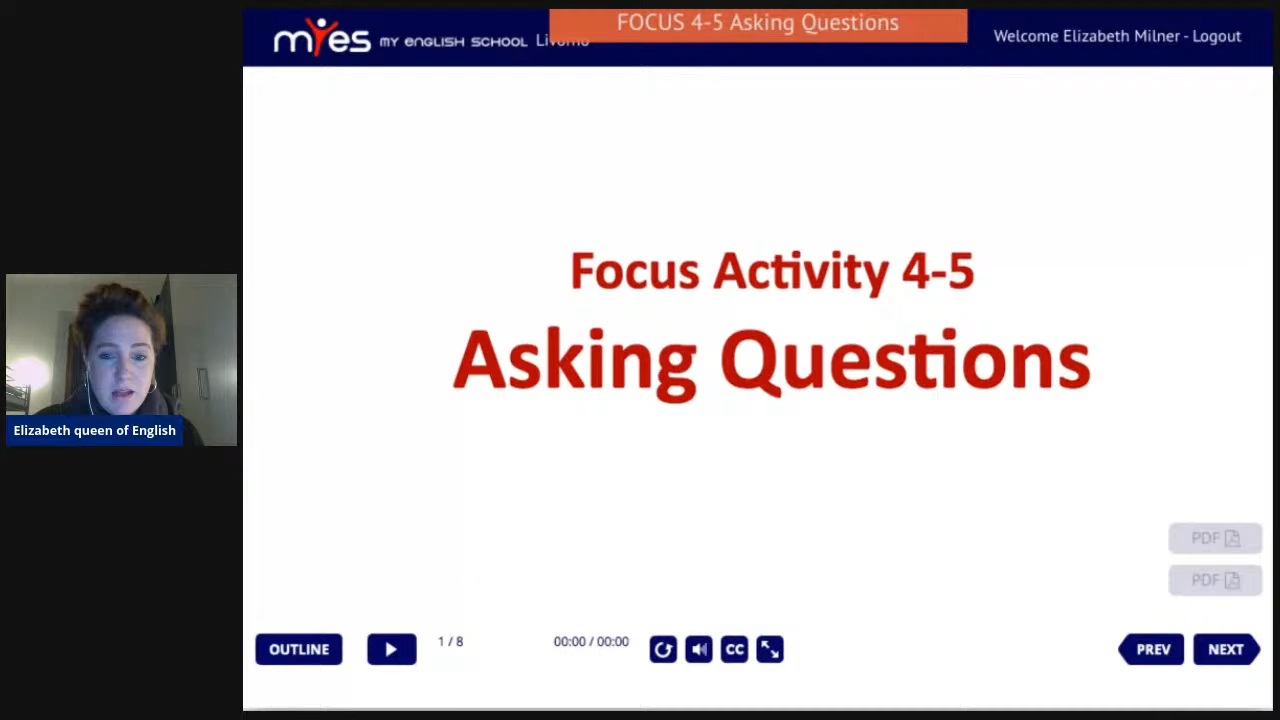 FOCUS 4-5 Asking Questions
mYes MY ENGLISH SCHOOL Livorno
Welcome Elizabeth Milner - Logout
Focus Activity 4-5
Asking Questions
Elizabeth queen of English
PDF
PDF
OUTLINE
1 / 8
00:00 / 00:00
CC
PREV
NEXT